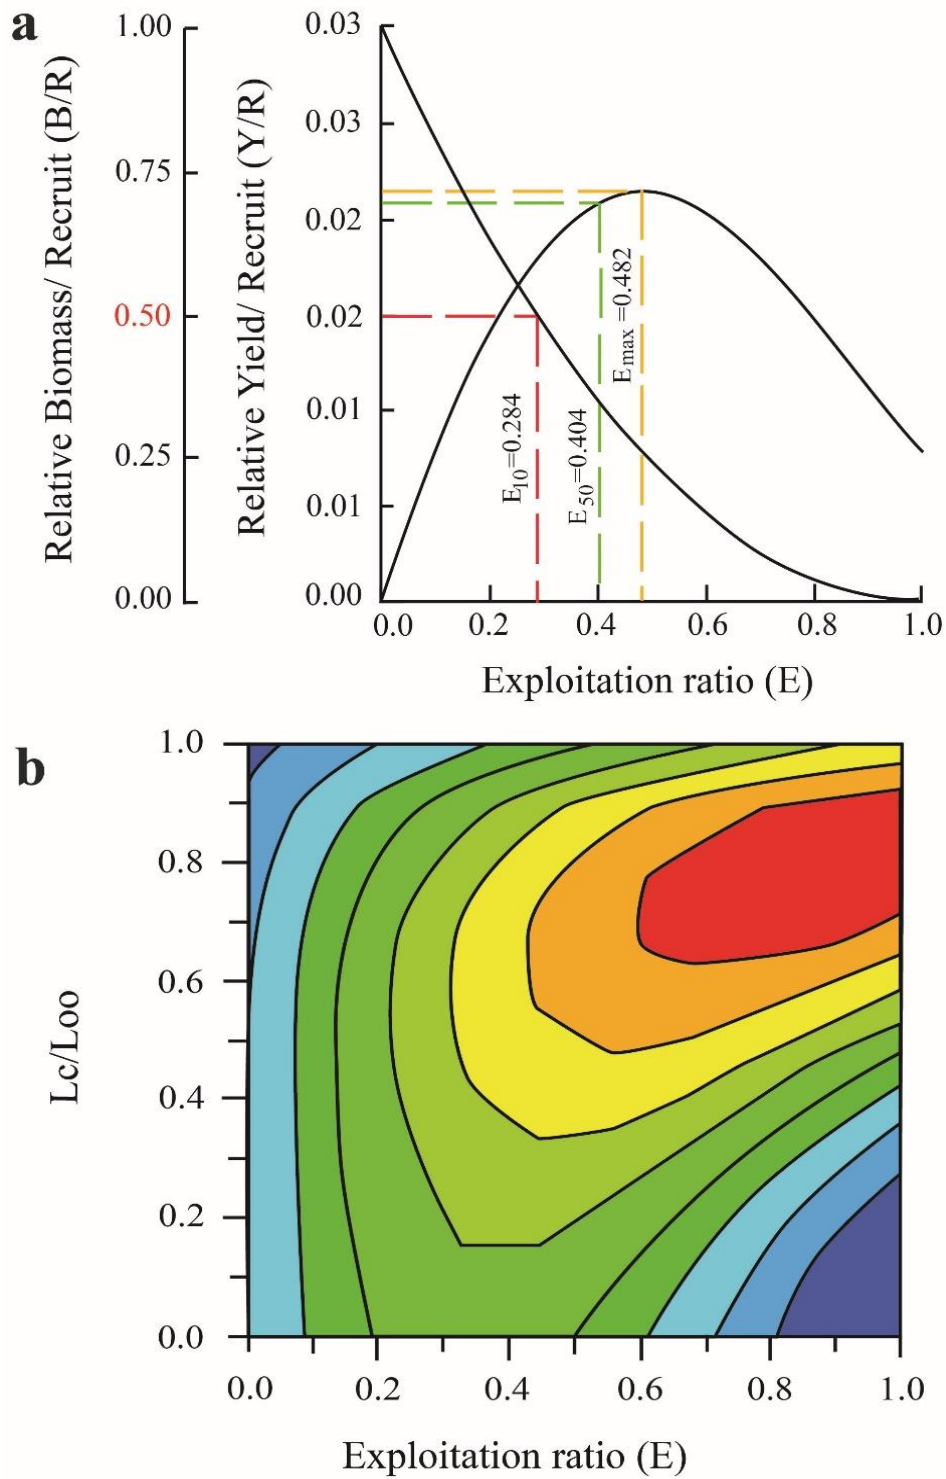 a
Relative Biomass/ Recruit (B/R)
1.00
0.75
0.50
0.25
0.00
Relative Yield/ Recruit (Y/R)
0.03
0.03
0.02
0.02
0.01
0.01
0.00
E10=0.284
E50=0.404
Emax=0.482
0.0 0.2 0.4 0.6 0.8 1.0
Exploitation ratio (E)
b
Lc/Loo
1.0
0.8
0.6
0.4
0.2
0.0
0.0 0.2 0.4 0.6 0.8 1.0
Exploitation ratio (E)